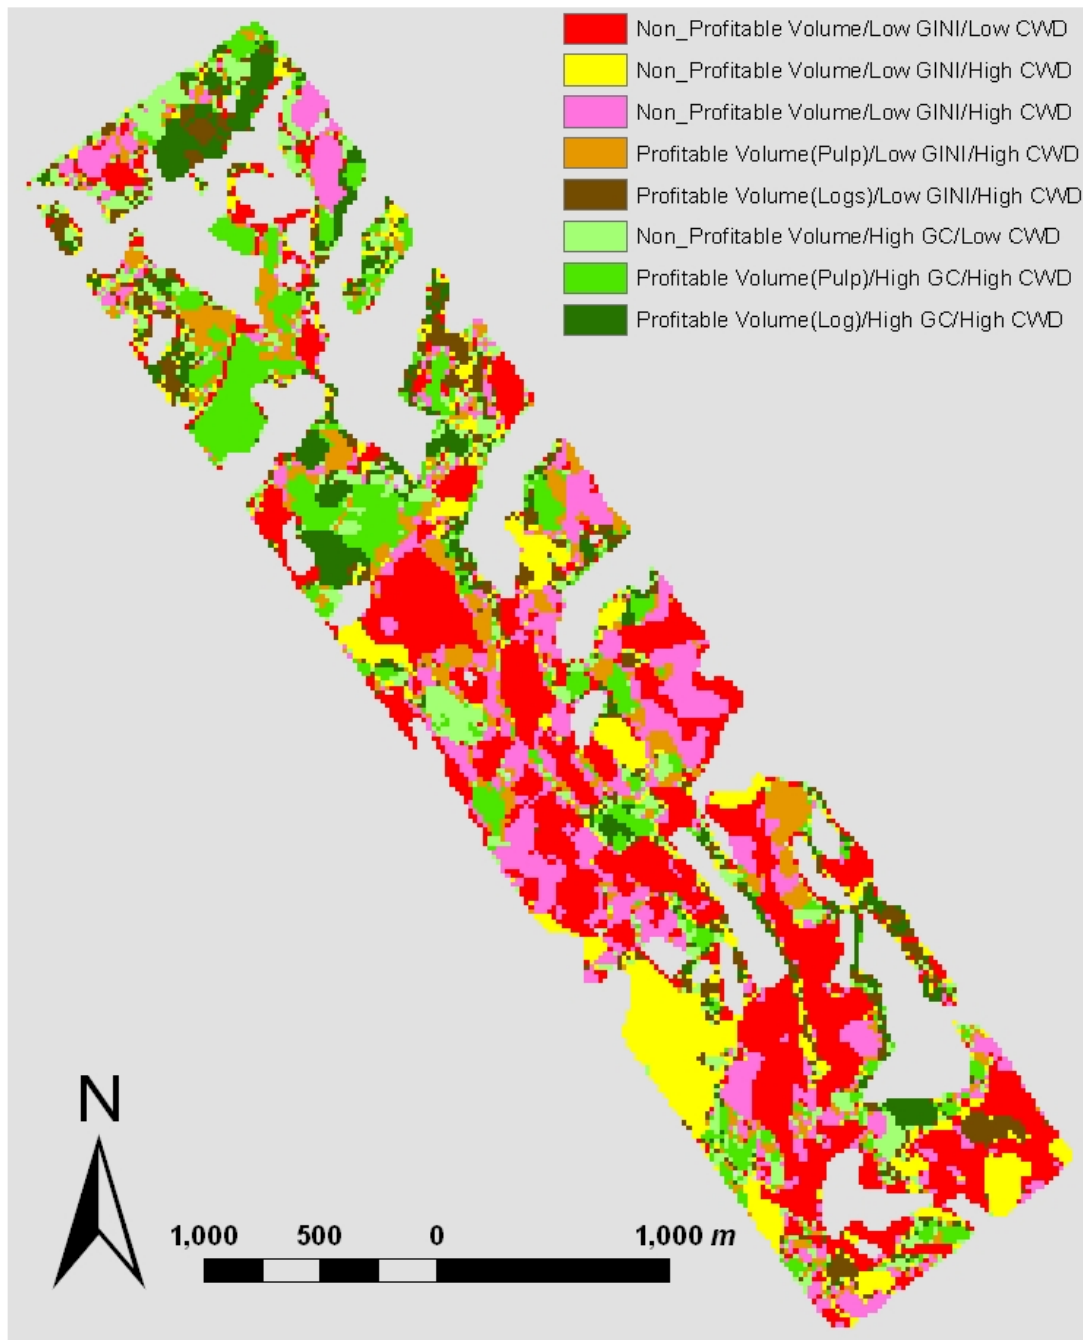 Non_Profitable Volume/Low GINI/Low CWD
Non_Profitable Volume/Low GINI/High CWD
Non_Profitable Volume/Low GINI/High CWD
Profitable Volume(Pulp)/Low GINI/High CWD
Profitable Volume(Logs)/Low GINI/High CWD
Non_Profitable Volume/High GC/Low CWD
Profitable Volume(Pulp)/High GC/High CWD
Profitable Volume(Log)/High GC/High CWD
N
1,000 500 0 1,000 m